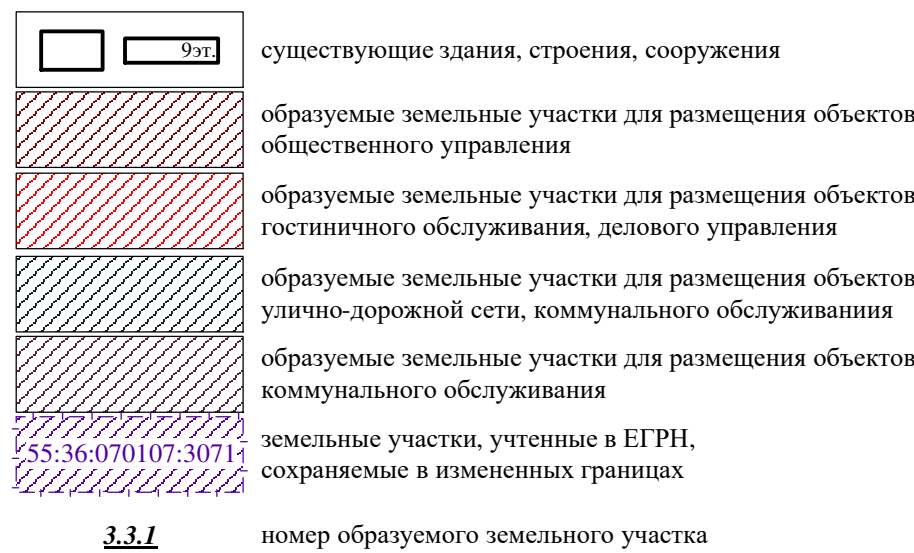 9эт. существующие здания, строения, сооружения
образуемые земельные участки для размещения объектов
общественного управления
образуемые земельные участки для размещения объектов
гостиничного обслуживания, делового управления
образуемые земельные участки для размещения объектов
улично-дорожной сети, коммунального обслуживаниия
образуемые земельные участки для размещения объектов
коммунального обслуживания
55:36:070107:3071 земельные участки, учтенные в ЕГРН,
сохраняемые в измененных границах
3.3.1 номер образуемого земельного участка